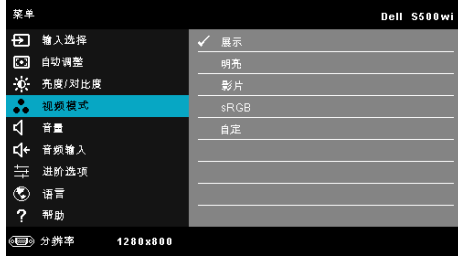 菜单
Dell S500wi
输入选择
自动调整
亮度/对比度
视频模式
音量
音频输入
进阶选项
语言
帮助
展示
明亮
影片
sRGB
自定
分辨率 1280x800